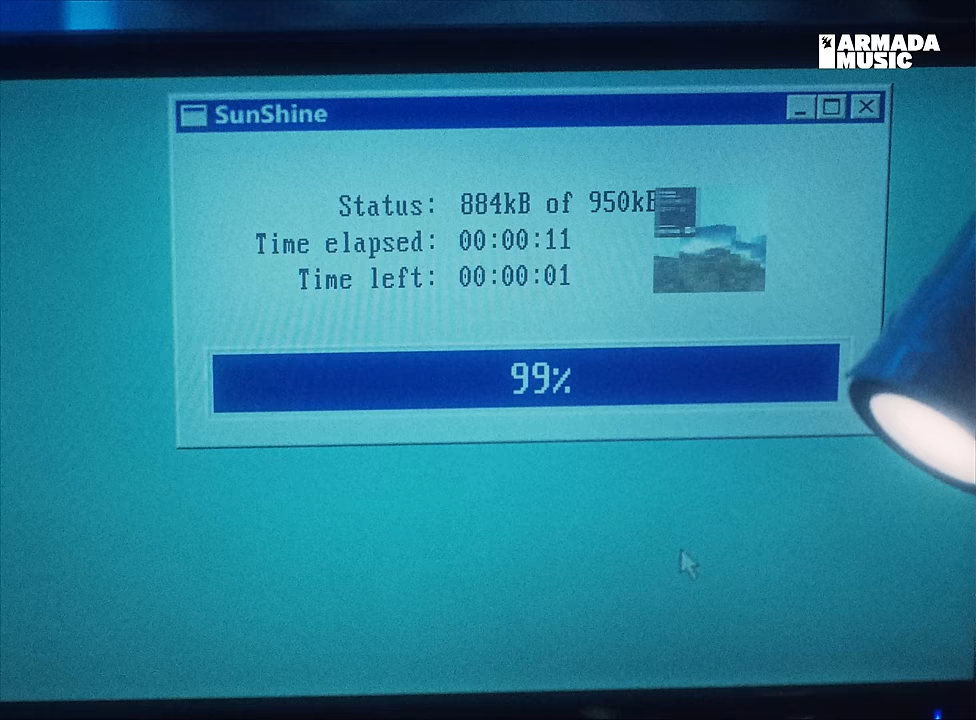 ARMADA
MUSIC
SunShine
Status: 884kB of 950kB
Time elapsed: 00:00:11
Time left: 00:00:01
99%